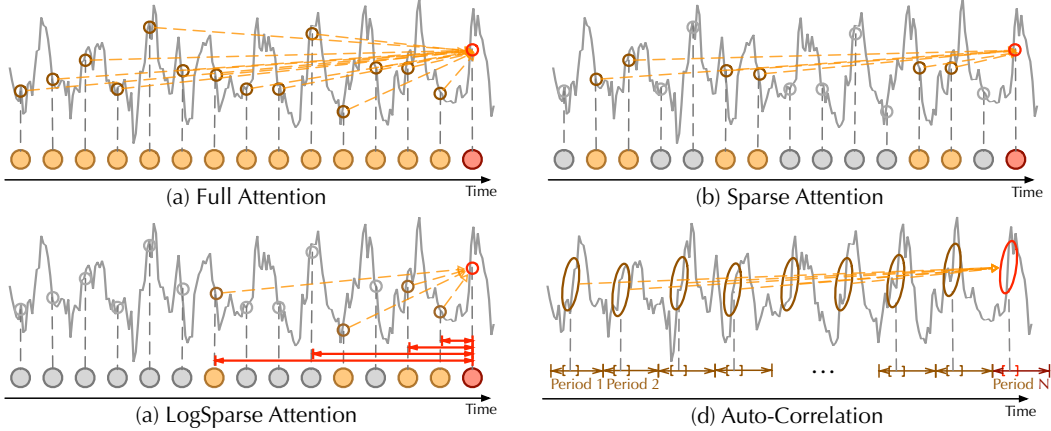 Time
(a) Full Attention
Time
(b) Sparse Attention
Time
(a) LogSparse Attention
[ ] [ ] [ ] [ ] ... [ ] [ ] [ ]
Period 1 Period 2 Period N
Time
(d) Auto-Correlation